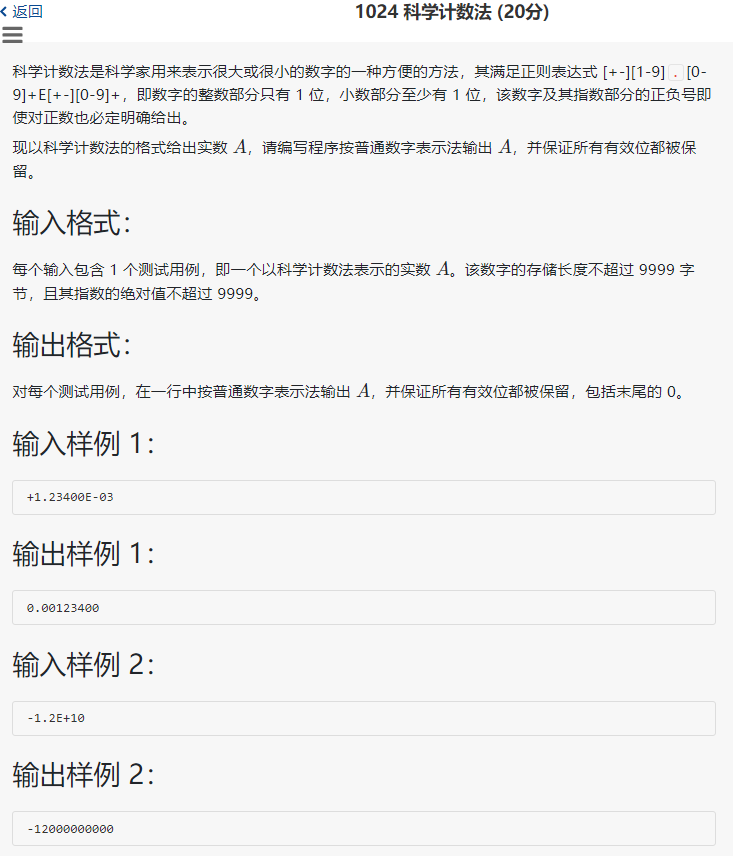 返回
1024 科学计数法 (20分)
科学计数法是科学家用来表示很大或很小的数字的一种方便的方法，其满足正则表达式 [+-][1-9] . [0-
9]+E[+-][0-9]+，即数字的整数部分只有 1 位，小数部分至少有 1 位，该数字及其指数部分的正负号即
使对正数也必定明确给出。
现以科学计数法的格式给出实数 A，请编写程序按普通数字表示法输出 A，并保证所有有效位都被保
留。
输入格式：
每个输入包含 1 个测试用例，即一个以科学计数法表示的实数 A。该数字的存储长度不超过 9999 字
节，且其指数的绝对值不超过 9999。
输出格式：
对每个测试用例，在一行中按普通数字表示法输出 A，并保证所有有效位都被保留，包括末尾的 0。
输入样例 1：
+1.23400E-03
输出样例 1：
0.00123400
输入样例 2：
-1.2E+10
输出样例 2：
-12000000000